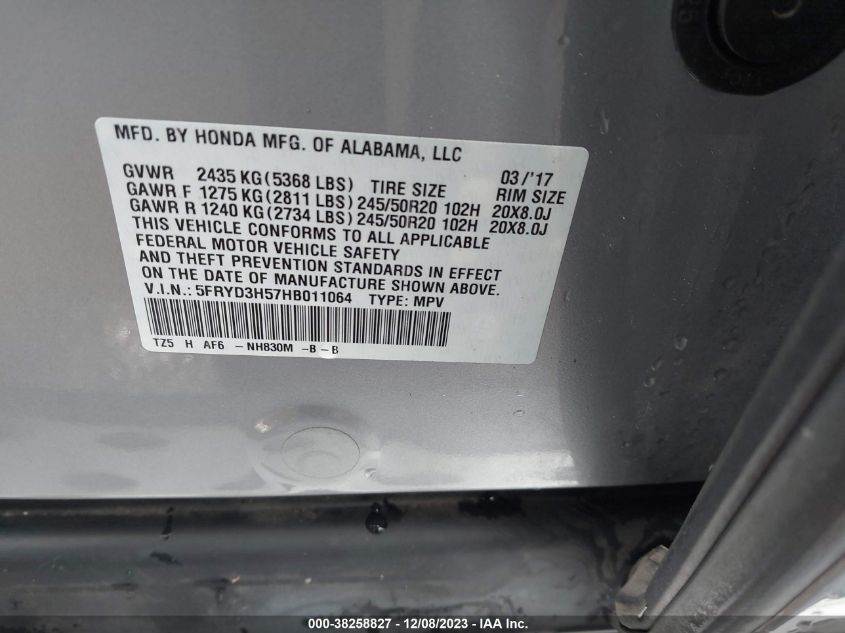 MFD. BY HONDA MFG. OF ALABAMA, LLC
GVWR 2435 KG (5368 LBS) TIRE SIZE 03/'17 RIM SIZE
GAWR F 1275 KG (2811 LBS) 245/50R20 102H 20X8.0J
GAWR R 1240 KG (2734 LBS) 245/50R20 102H 20X8.0J
THIS VEHICLE CONFORMS TO ALL APPLICABLE
FEDERAL MOTOR VEHICLE SAFETY
AND THEFT PREVENTION STANDARDS IN EFFECT
ON THE DATE OF MANUFACTURE SHOWN ABOVE.
V.I.N.: 5FRYD3H57HB011064 TYPE: MPV
TZ5 H AF6 - NH830M - B - B
000-38258827 - 12/08/2023 - IAA Inc.